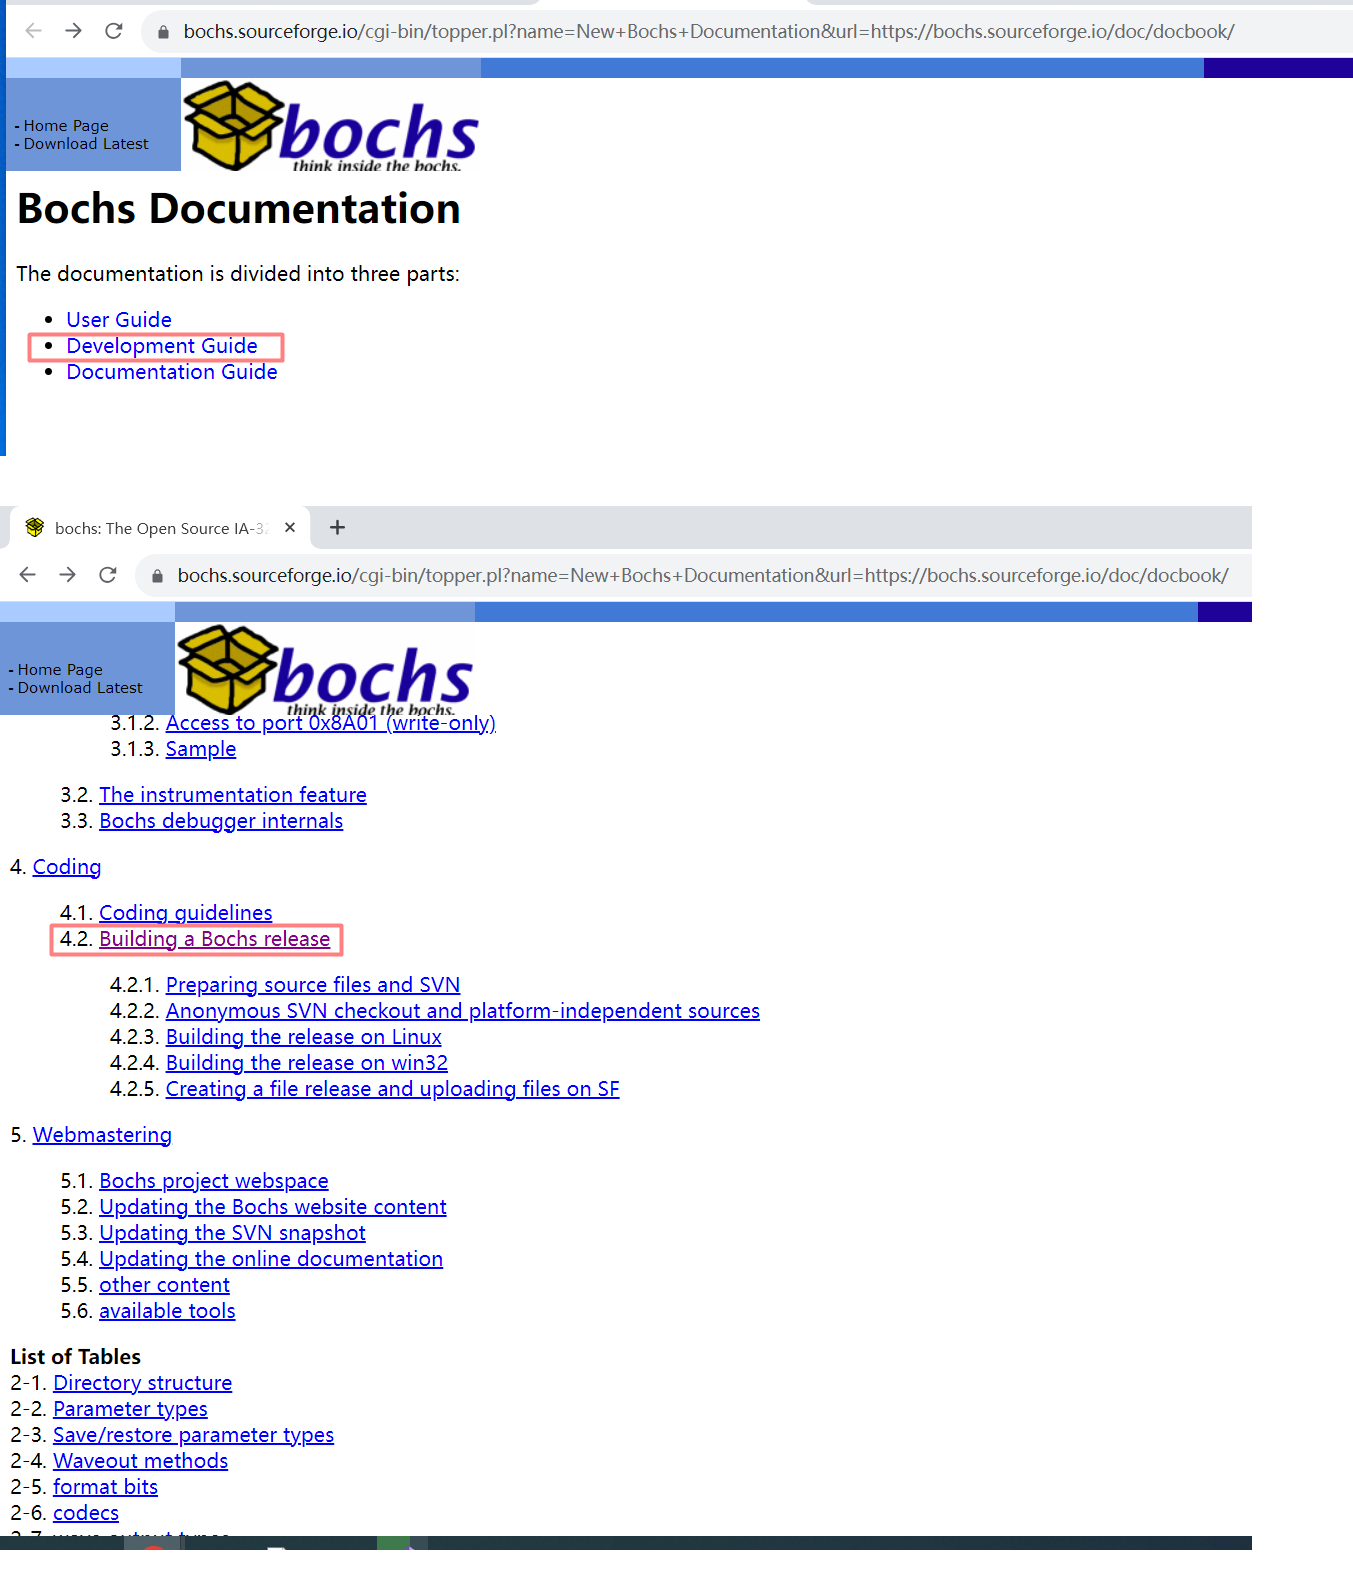 bochs.sourceforge.io/cgi-bin/topper.pl?name=New+Bochs+Documentation&url=https://bochs.sourceforge.io/doc/docbook/
- Home Page
- Download Latest
bochs
think inside the bochs.
Bochs Documentation
The documentation is divided into three parts:
• User Guide
• Development Guide
• Documentation Guide
bochs: The Open Source IA-32
bochs.sourceforge.io/cgi-bin/topper.pl?name=New+Bochs+Documentation&url=https://bochs.sourceforge.io/doc/docbook/
- Home Page
- Download Latest
bochs
think inside the bochs.
3.1.2. Access to port 0x8A01 (write-only)
3.1.3. Sample
3.2. The instrumentation feature
3.3. Bochs debugger internals
4. Coding
4.1. Coding guidelines
4.2. Building a Bochs release
4.2.1. Preparing source files and SVN
4.2.2. Anonymous SVN checkout and platform-independent sources
4.2.3. Building the release on Linux
4.2.4. Building the release on win32
4.2.5. Creating a file release and uploading files on SF
5. Webmastering
5.1. Bochs project webspace
5.2. Updating the Bochs website content
5.3. Updating the SVN snapshot
5.4. Updating the online documentation
5.5. other content
5.6. available tools
List of Tables
2-1. Directory structure
2-2. Parameter types
2-3. Save/restore parameter types
2-4. Waveout methods
2-5. format bits
2-6. codecs